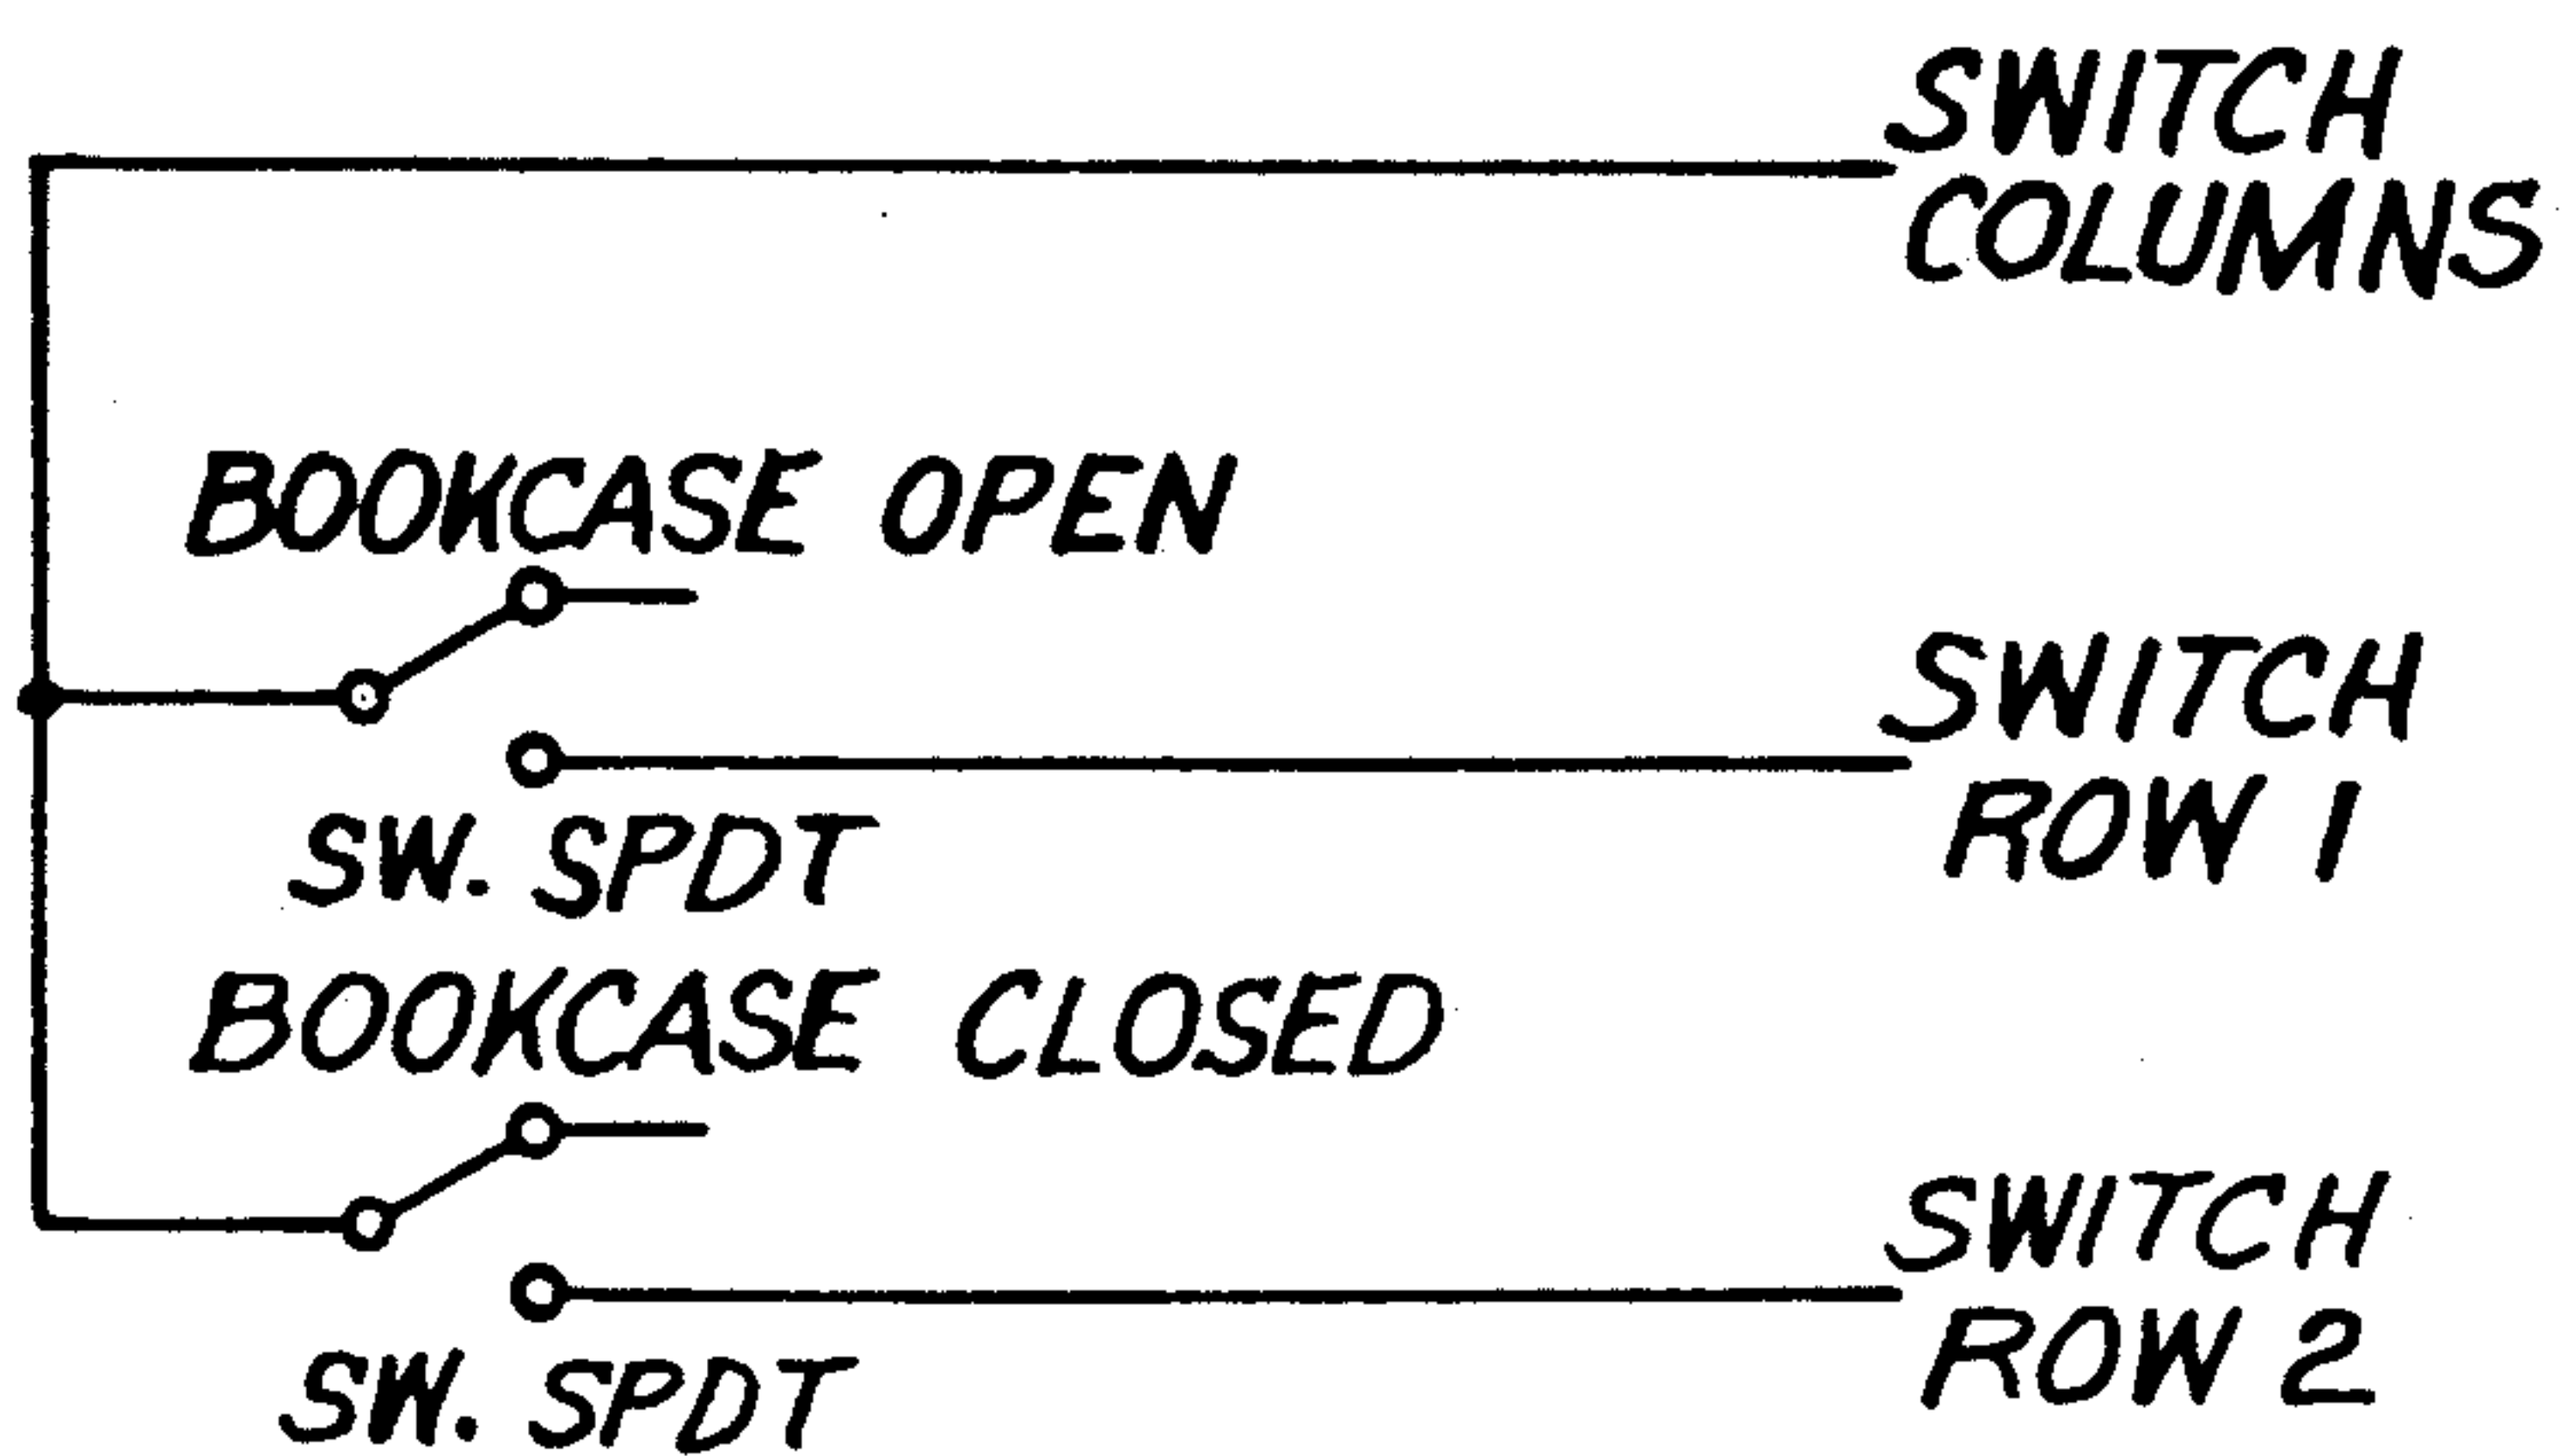 SWITCH
COLUMNS
BOOKCASE OPEN
SWITCH
ROW 1
SW. SPDT
BOOKCASE CLOSED
SWITCH
ROW 2
SW. SPDT